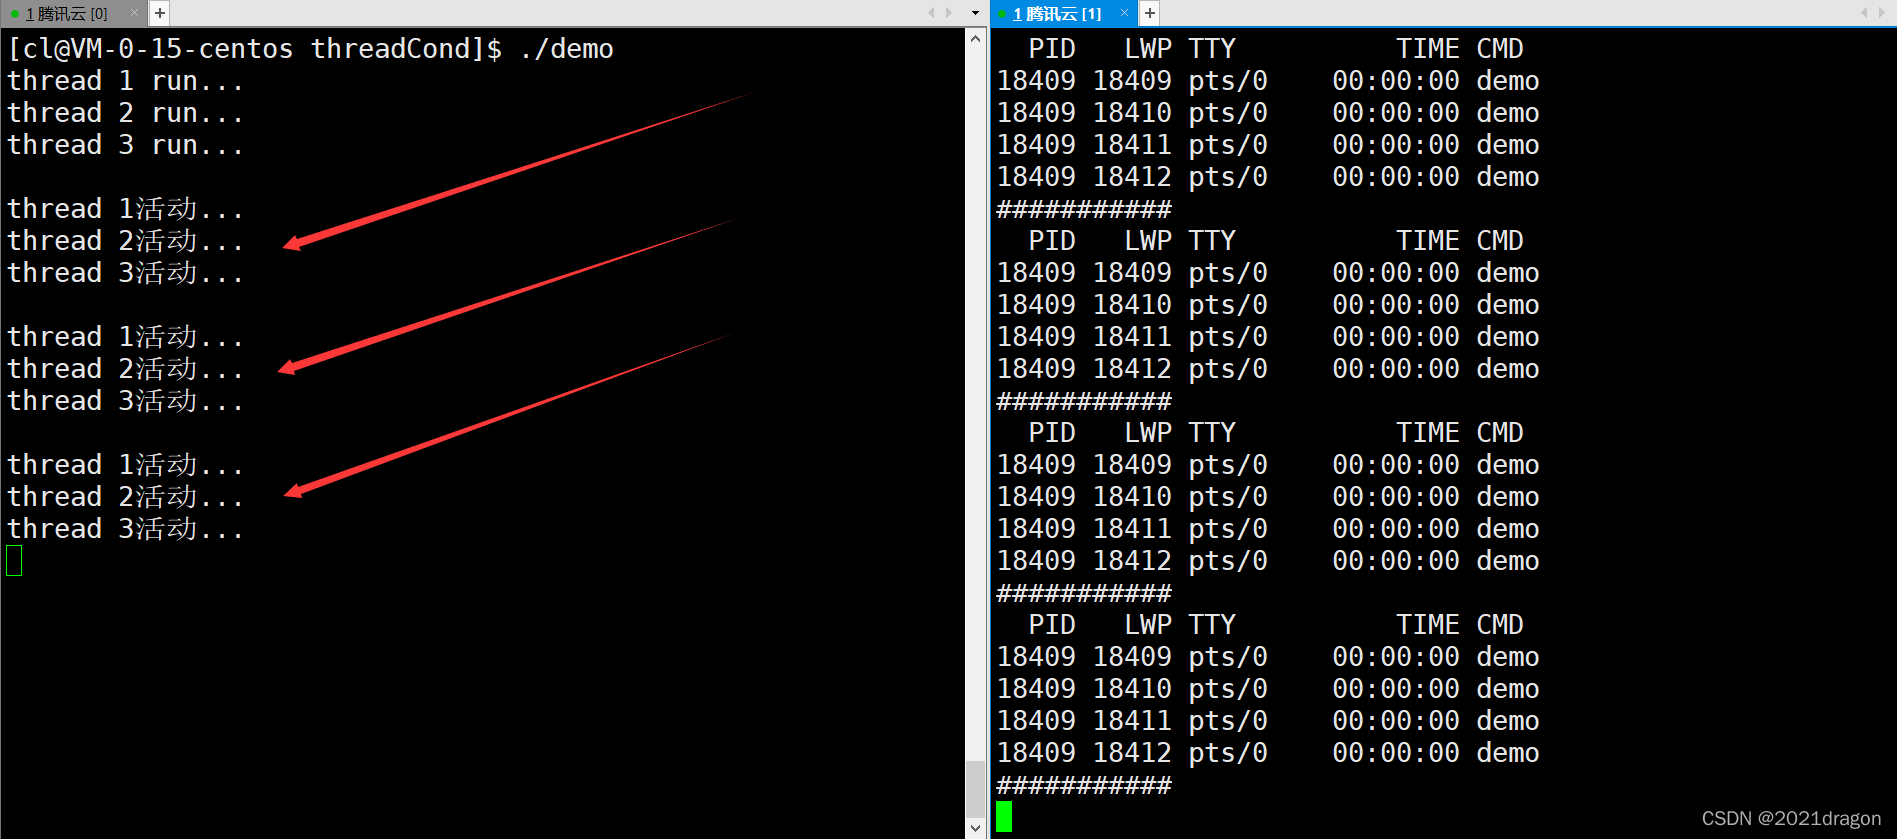 1 腾讯云 [0]
[cl@VM-0-15-centos threadCond]$ ./demo
thread 1 run...
thread 2 run...
thread 3 run...
thread 1活动...
thread 2活动...
thread 3活动...
thread 1活动...
thread 2活动...
thread 3活动...
thread 1活动...
thread 2活动...
thread 3活动...
1 腾讯云 [1]
PID LWP TTY TIME CMD
18409 18409 pts/0 00:00:00 demo
18409 18410 pts/0 00:00:00 demo
18409 18411 pts/0 00:00:00 demo
18409 18412 pts/0 00:00:00 demo
###########
PID LWP TTY TIME CMD
18409 18409 pts/0 00:00:00 demo
18409 18410 pts/0 00:00:00 demo
18409 18411 pts/0 00:00:00 demo
18409 18412 pts/0 00:00:00 demo
###########
PID LWP TTY TIME CMD
18409 18409 pts/0 00:00:00 demo
18409 18410 pts/0 00:00:00 demo
18409 18411 pts/0 00:00:00 demo
18409 18412 pts/0 00:00:00 demo
###########
PID LWP TTY TIME CMD
18409 18409 pts/0 00:00:00 demo
18409 18410 pts/0 00:00:00 demo
18409 18411 pts/0 00:00:00 demo
18409 18412 pts/0 00:00:00 demo
###########
CSDN @2021dragon